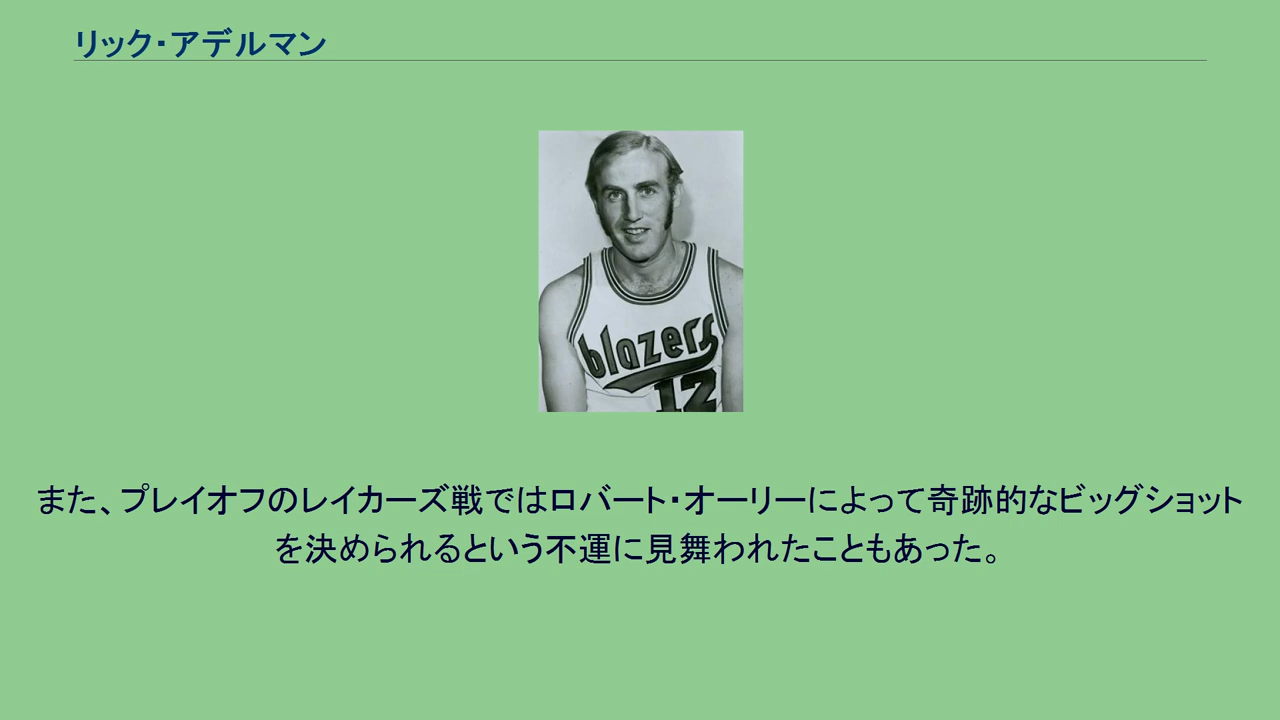 リック・アデルマン
blazers
12
また、プレイオフのレイカーズ戦ではロバート・オーリーによって奇跡的なビッグショット
を決められるという不運に見舞われたこともあった。